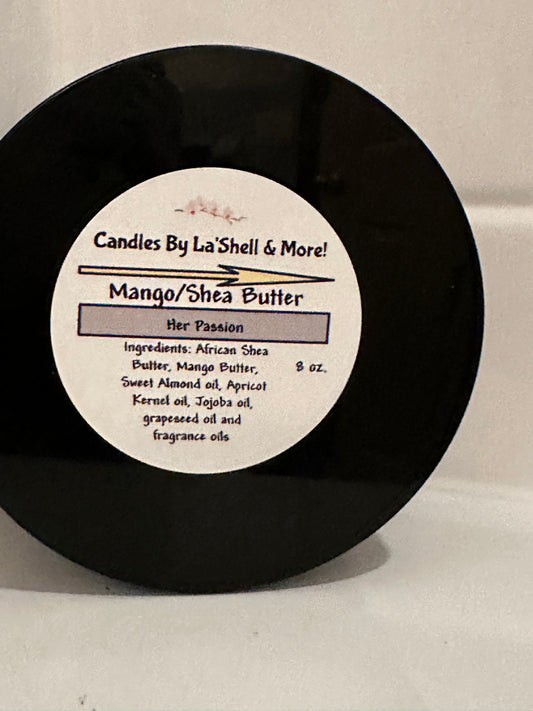 Candles By La'Shell & More!
Mango/Shea Butter
Her Passion
Ingredients: African Shea
Butter, Mango Butter,
8 oz.
Sweet Almond oil, Apricot
Kernel oil, Jojoba oil,
grapeseed oil and
fragrance oils